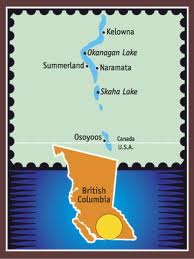 Kelowna
Okanagan Lake
Summerland
Naramata
Skaha Lake
Osoyoos
Canada
U.S.A.
British
Columbia